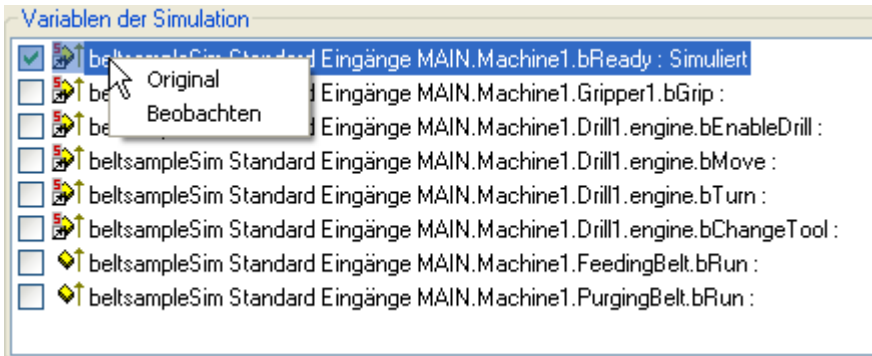 Variablen der Simulation
Eingänge MAIN.Machine1.bReady : Simuliert
Original
Eingänge MAIN.Machine1.Gripper1.bGrip :
Beobachten
Eingänge MAIN.Machine1.Drill1.engine.bEnableDrill :
beltsampleSim Standard Eingänge MAIN.Machine1.Drill1.engine.bMove :
beltsampleSim Standard Eingänge MAIN.Machine1.Drill1.engine.bTurn :
beltsampleSim Standard Eingänge MAIN.Machine1.Drill1.engine.bChangeTool :
beltsampleSim Standard Eingänge MAIN.Machine1.FeedingBelt.bRun :
beltsampleSim Standard Eingänge MAIN.Machine1.PurgingBelt.bRun :